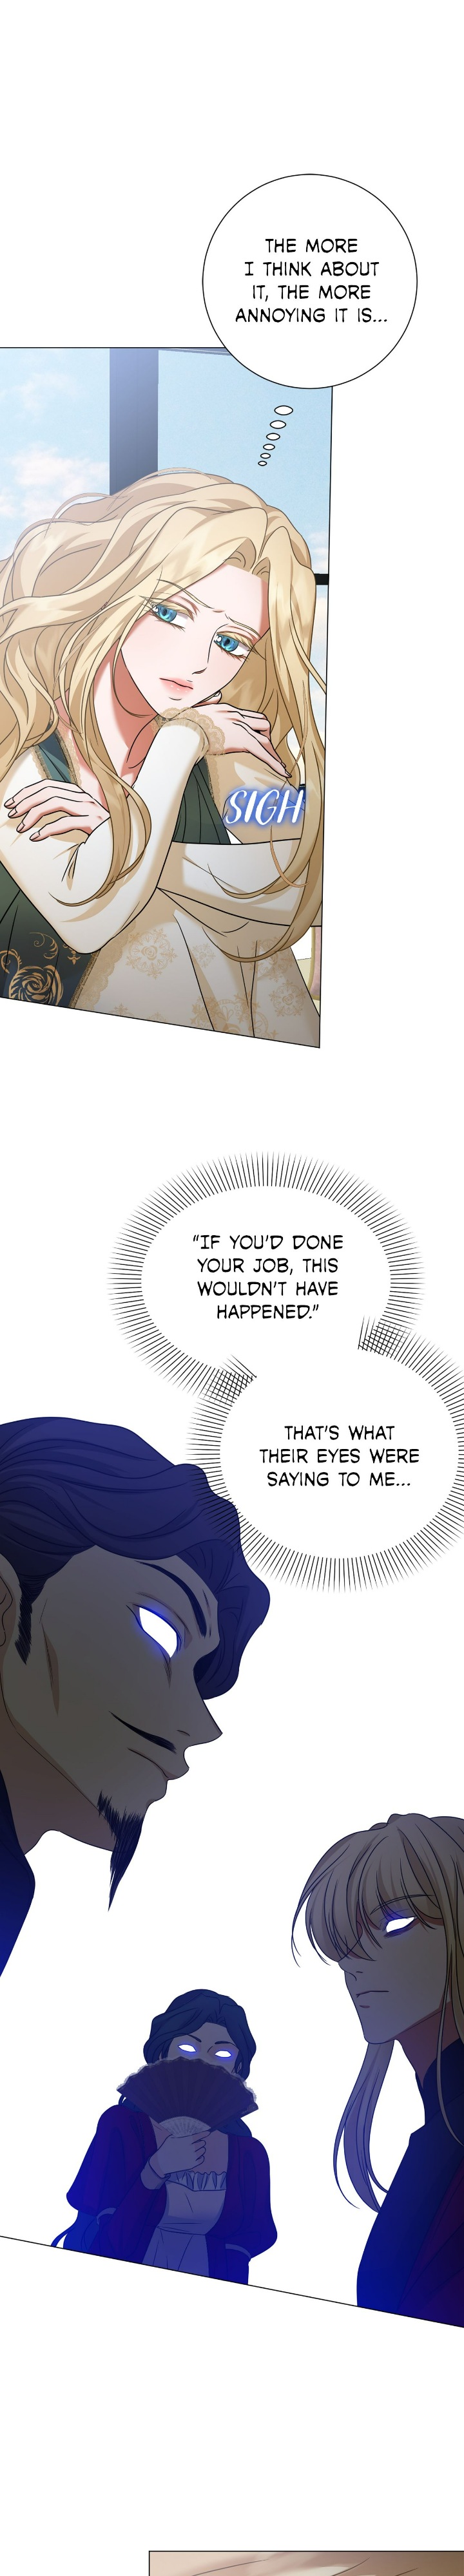 THE MORE
I THINK ABOUT
IT, THE MORE
ANNOYING IT IS...
SIGH
"IF YOU'D DONE
YOUR JOB, THIS
WOULDN'T HAVE
HAPPENED."
THAT'S WHAT
THEIR EYES WERE
SAYING TO ME...